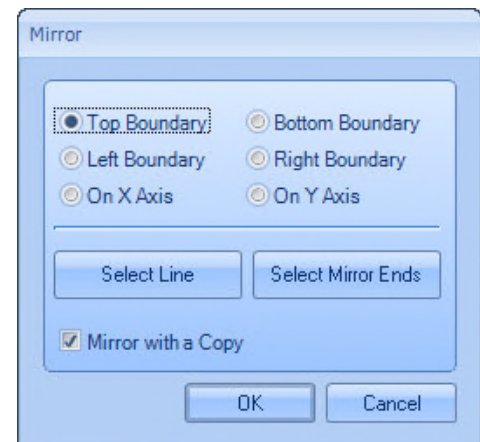 Mirror
Top Boundary Bottom Boundary
Left Boundary Right Boundary
On X Axis On Y Axis
Select Line Select Mirror Ends
Mirror with a Copy
OK Cancel